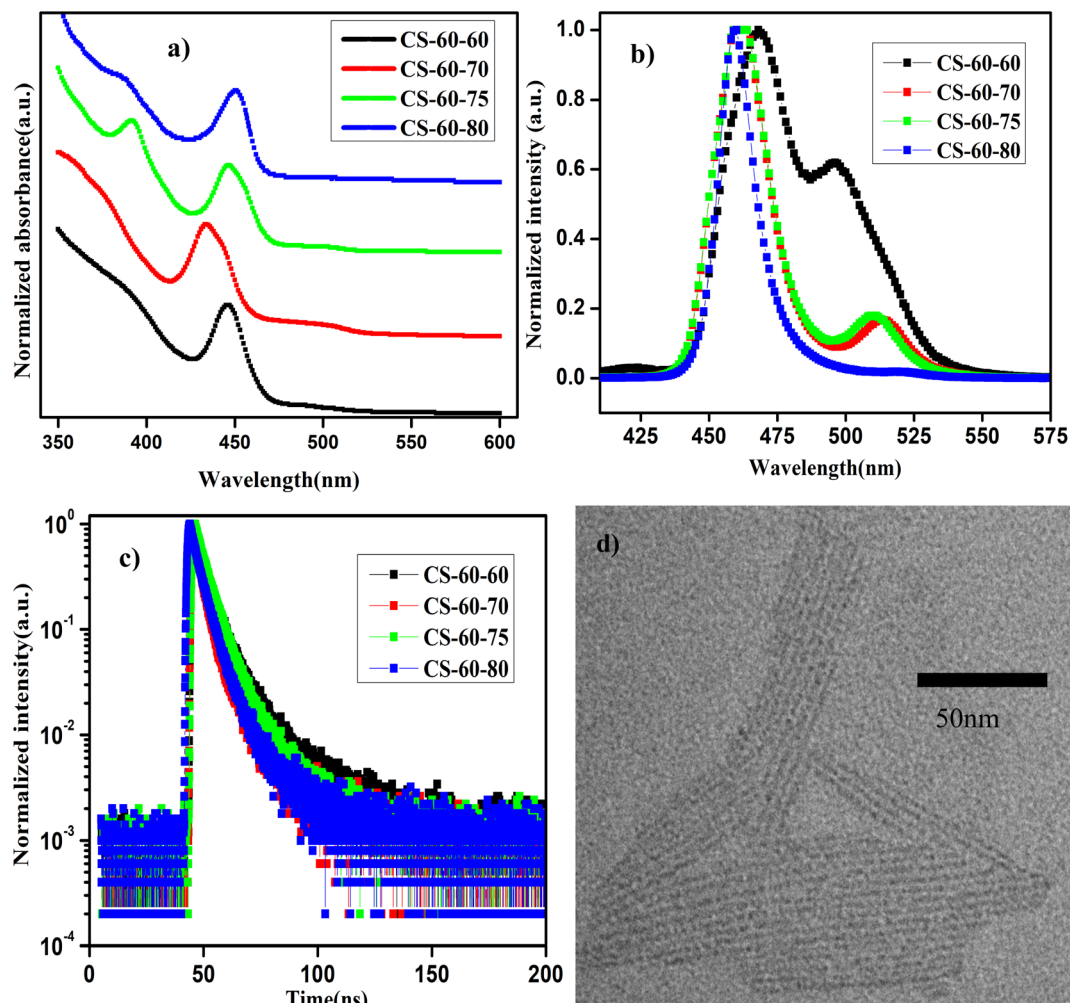 a)
CS-60-60
CS-60-70
CS-60-75
CS-60-80
Normalized absorbance(a.u.)
350 400 450 500 550 600
Wavelength(nm)
b)
CS-60-60
CS-60-70
CS-60-75
CS-60-80
Normalized intensity (a.u.)
1.0
0.8
0.6
0.4
0.2
0.0
425 450 475 500 525 550 575
Wavelength(nm)
c)
CS-60-60
CS-60-70
CS-60-75
CS-60-80
Normalized intensity(a.u.)
10^0
10^-1
10^-2
10^-3
10^-4
0 50 100 150 200
Time(ns)
d)
50nm